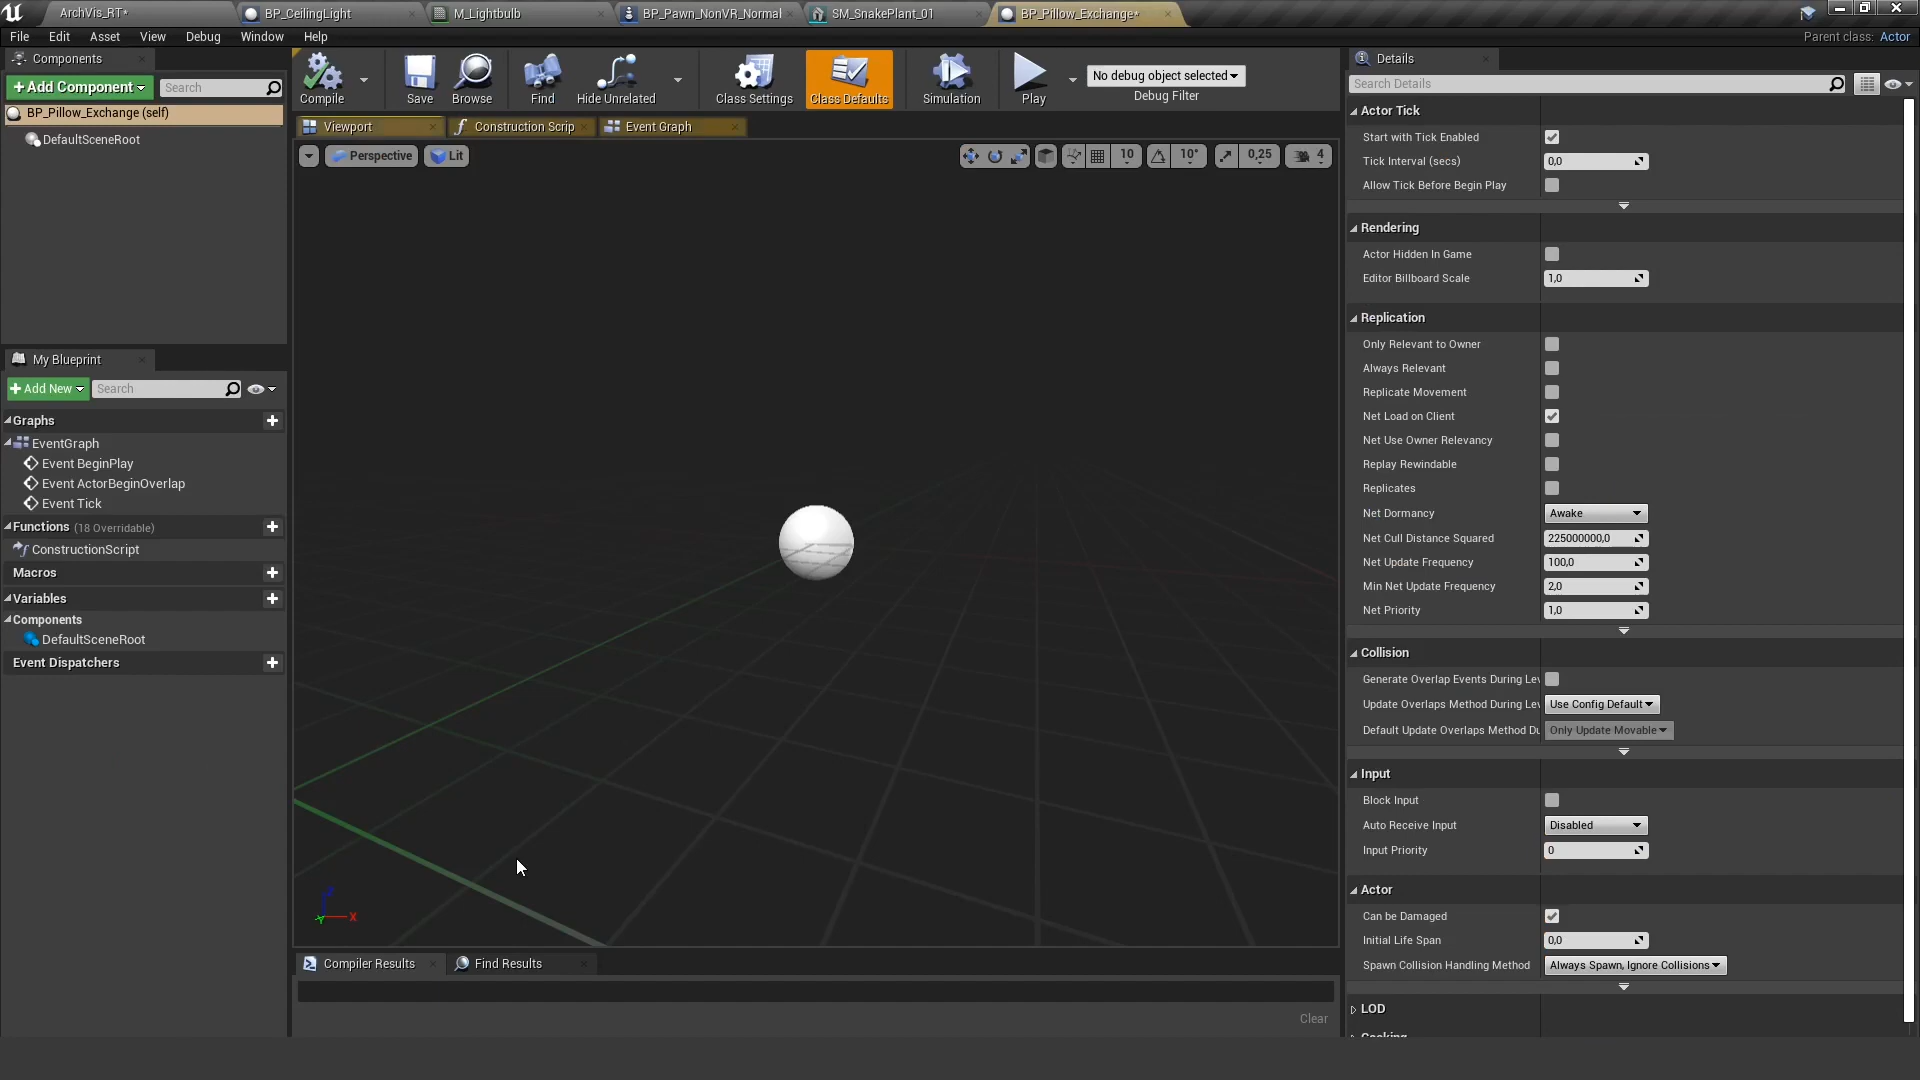 ArchVis_RT*
BP_CeilingLight
M_Lightbulb
BP_Pawn_NonVR_Normal
SM_SnakePlant_01
BP_Pillow_Exchange*
File Edit Asset View Debug Window Help
Parent class: Actor
Components
+Add Component
Search
BP_Pillow_Exchange (self)
DefaultSceneRoot
My Blueprint
+Add New
Search
Graphs
EventGraph
Event BeginPlay
Event ActorBeginOverlap
Event Tick
Functions (18 Overridable)
ConstructionScript
Macros
Variables
Components
DefaultSceneRoot
Event Dispatchers
Compile
Save
Browse
Find
Hide Unrelated
Class Settings
Class Defaults
Simulation
Play
No debug object selected
Debug Filter
Viewport
Construction Scrip
Event Graph
Perspective
Lit
10
10°
0,25
4
X
Compiler Results
Find Results
Clear
Details
Search Details
Actor Tick
Start with Tick Enabled
Tick Interval (secs) 0,0
Allow Tick Before Begin Play
Rendering
Actor Hidden In Game
Editor Billboard Scale 1,0
Replication
Only Relevant to Owner
Always Relevant
Replicate Movement
Net Load on Client
Net Use Owner Relevancy
Replay Rewindable
Replicates
Net Dormancy Awake
Net Cull Distance Squared 225000000,0
Net Update Frequency 100,0
Min Net Update Frequency 2,0
Net Priority 1,0
Collision
Generate Overlap Events During Lev
Update Overlaps Method During Lev Use Config Default
Default Update Overlaps Method Du Only Update Movable
Input
Block Input
Auto Receive Input Disabled
Input Priority 0
Actor
Can be Damaged
Initial Life Span 0,0
Spawn Collision Handling Method Always Spawn, Ignore Collisions
LOD